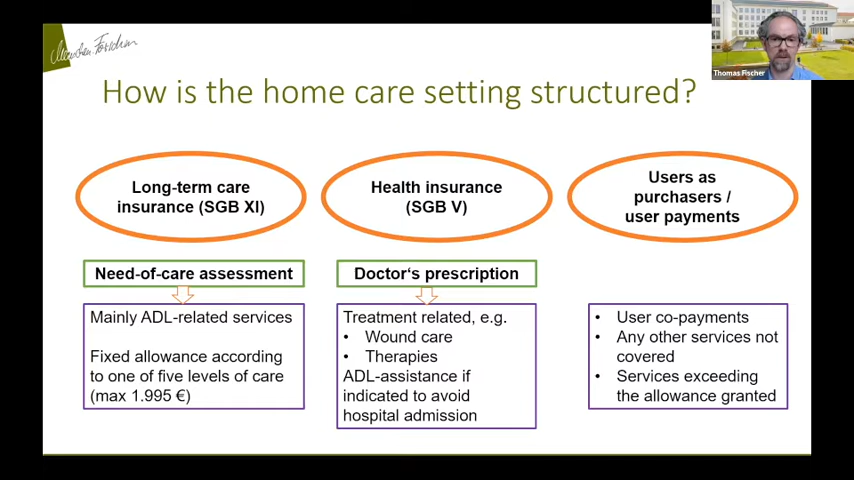 Thomas Fischer
How is the home care setting structured?
Long-term care
insurance (SGB XI)
Need-of-care assessment
Mainly ADL-related services
Fixed allowance according
to one of five levels of care
(max 1.995 €)
Health insurance
(SGB V)
Doctor‘s prescription
Treatment related, e.g.
• Wound care
• Therapies
ADL-assistance if
indicated to avoid
hospital admission
Users as
purchasers /
user payments
• User co-payments
• Any other services not
covered
• Services exceeding
the allowance granted